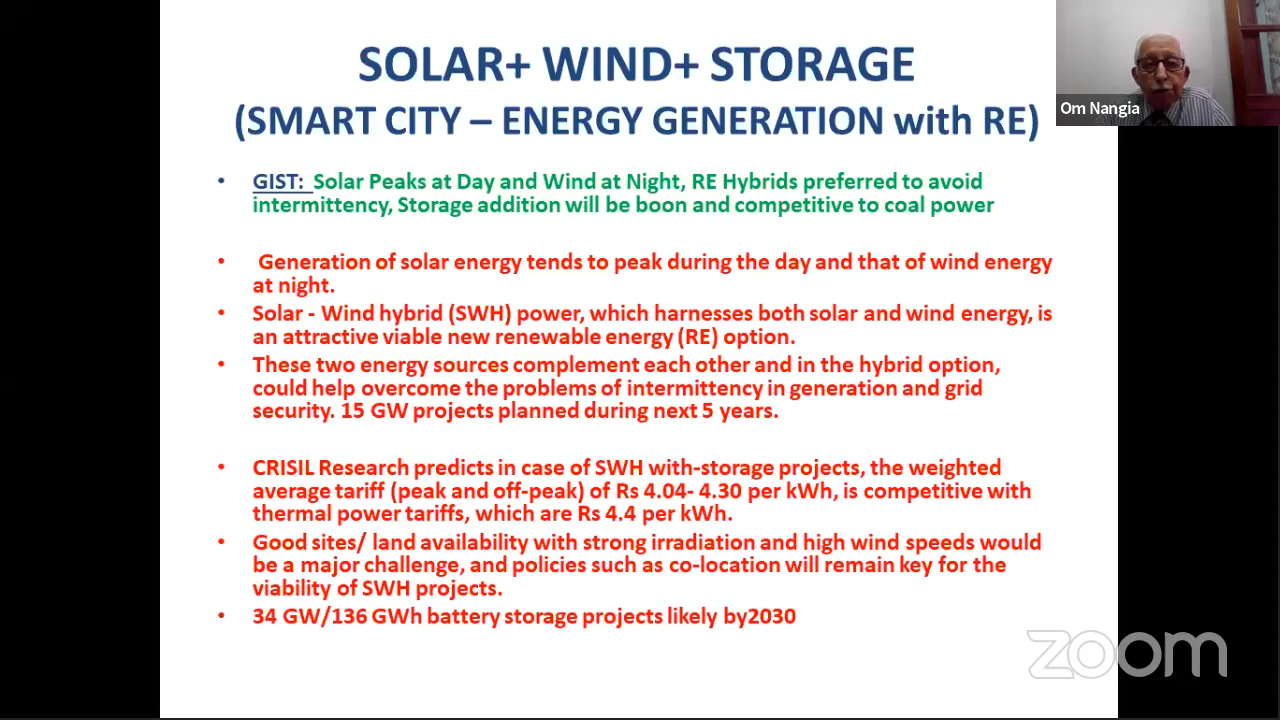 SOLAR+ WIND+ STORAGE
(SMART CITY – ENERGY GENERATION with RE)
Om Nangia
• GIST: Solar Peaks at Day and Wind at Night, RE Hybrids preferred to avoid
intermittency, Storage addition will be boon and competitive to coal power
• Generation of solar energy tends to peak during the day and that of wind energy
at night.
• Solar - Wind hybrid (SWH) power, which harnesses both solar and wind energy, is
an attractive viable new renewable energy (RE) option.
• These two energy sources complement each other and in the hybrid option,
could help overcome the problems of intermittency in generation and grid
security. 15 GW projects planned during next 5 years.
• CRISIL Research predicts in case of SWH with-storage projects, the weighted
average tariff (peak and off-peak) of Rs 4.04- 4.30 per kWh, is competitive with
thermal power tariffs, which are Rs 4.4 per kWh.
• Good sites/ land availability with strong irradiation and high wind speeds would
be a major challenge, and policies such as co-location will remain key for the
viability of SWH projects.
• 34 GW/136 GWh battery storage projects likely by2030
zoom